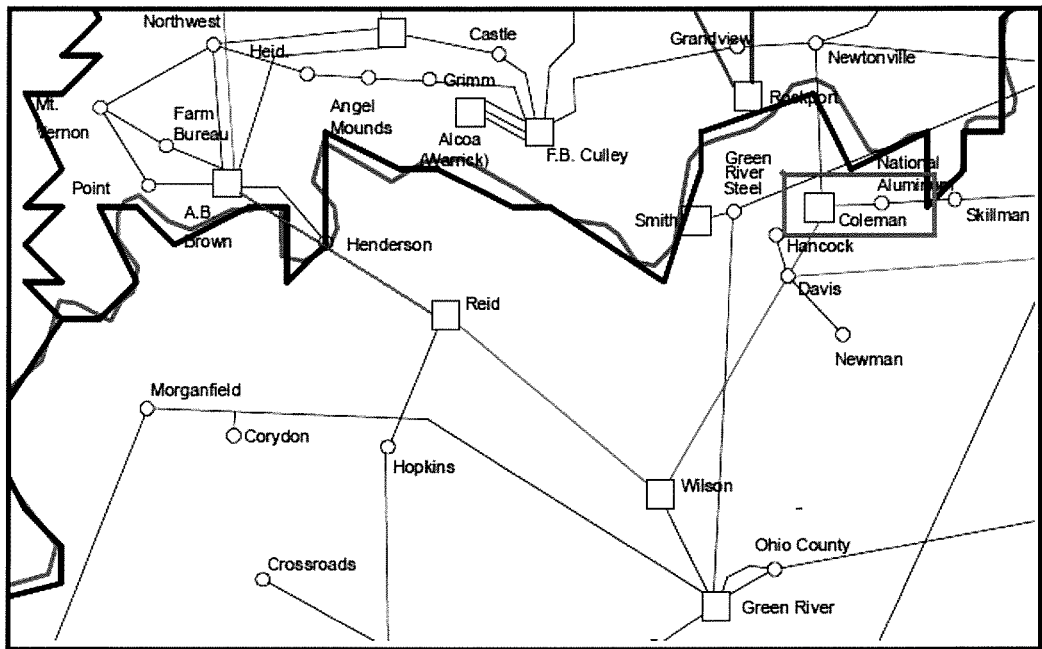 Northwest
Castle
Grandview
Newtonville
Heid
Grimm
Rockport
Mt.
Vernon
Farm
Bureau
Angel
Mounds
Alcoa
(Warrick)
F.B. Culley
Green
River
Steel
National
Aluminum
Point
A.B
Brown
Henderson
Smith
Coleman
Skillman
Hancock
Davis
Newman
Reid
Morganfield
Corydon
Hopkins
Wilson
Ohio County
Crossroads
Green River